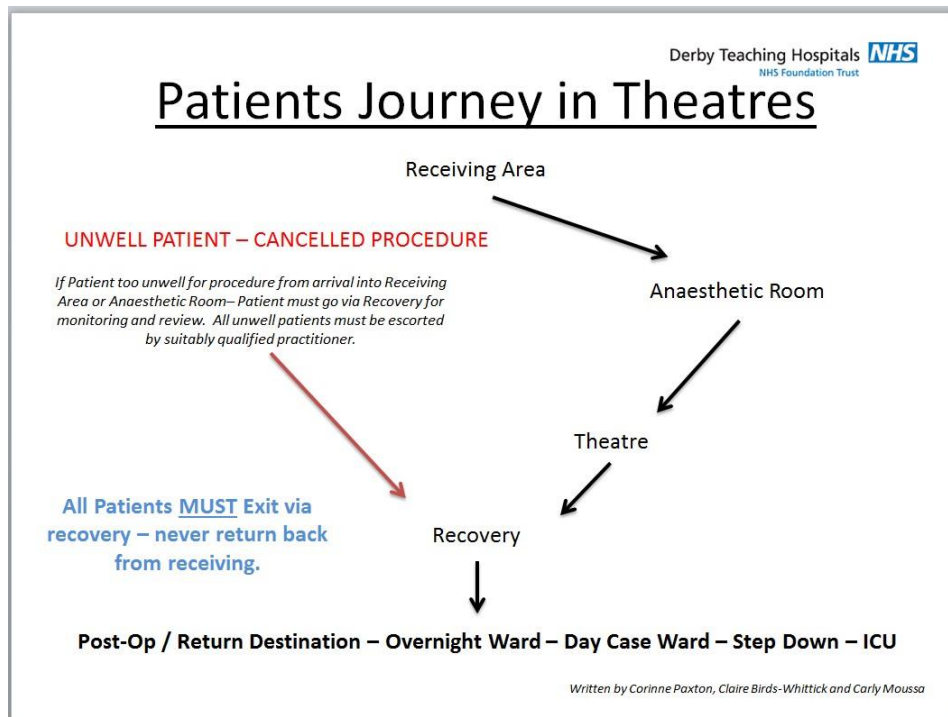 Derby Teaching Hospitals NHS
NHS Foundation Trust
Patients Journey in Theatres
Receiving Area
UNWELL PATIENT – CANCELLED PROCEDURE
If Patient too unwell for procedure from arrival into Receiving
Area or Anaesthetic Room– Patient must go via Recovery for
monitoring and review. All unwell patients must be escorted
by suitably qualified practitioner.
Anaesthetic Room
Theatre
All Patients MUST Exit via
recovery – never return back
from receiving.
Recovery
Post-Op / Return Destination – Overnight Ward – Day Case Ward – Step Down – ICU
Written by Corinne Paxton, Claire Birds-Whittick and Carly Moussa